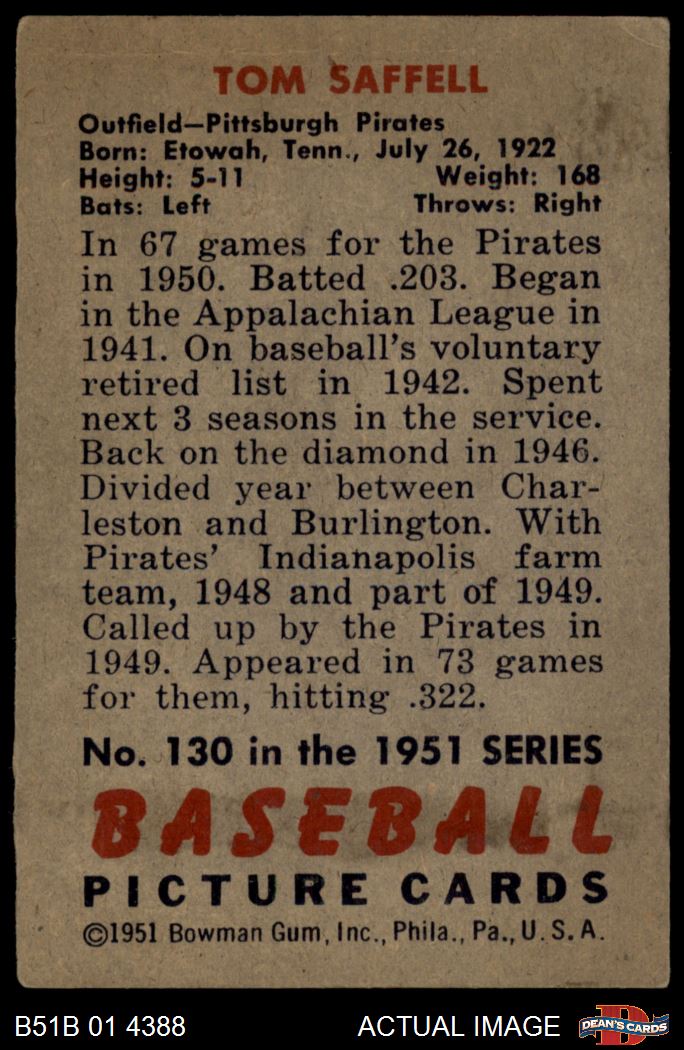 TOM SAFFELL
Outfield—Pittsburgh Pirates
Born: Etowah, Tenn., July 26, 1922
Height: 5-11 Weight: 168
Bats: Left Throws: Right
In 67 games for the Pirates
in 1950. Batted .203. Began
in the Appalachian League in
1941. On baseball's voluntary
retired list in 1942. Spent
next 3 seasons in the service.
Back on the diamond in 1946.
Divided year between Char-
leston and Burlington. With
Pirates' Indianapolis farm
team, 1948 and part of 1949.
Called up by the Pirates in
1949. Appeared in 73 games
for them, hitting .322.
No. 130 in the 1951 SERIES
BASEBALL
PICTURE CARDS
©1951 Bowman Gum, Inc., Phila., Pa., U.S.A.
B51B 01 4388 ACTUAL IMAGE D DEAN'S CARDS